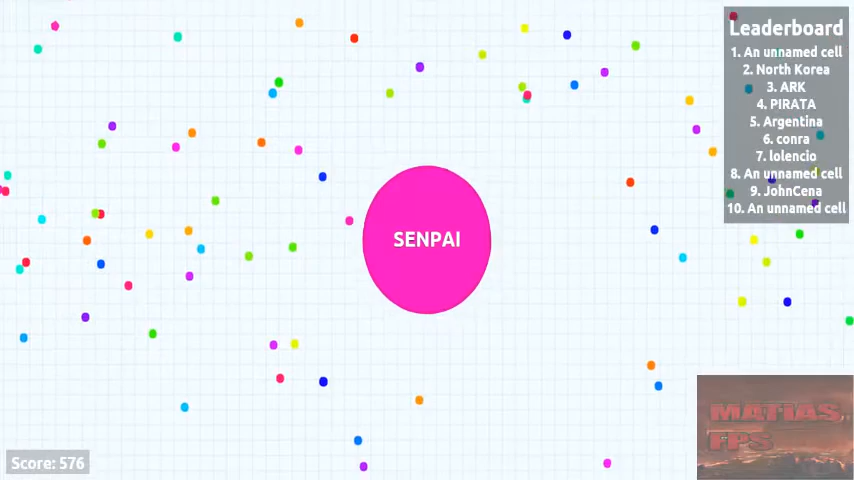 Leaderboard
1. An unnamed cell
2. North Korea
3. ARK
4. PIRATA
5. Argentina
6. conra
7. lolencio
8. An unnamed cell
9. JohnCena
10. An unnamed cell
SENPAI
MATIAS
FPS
Score: 576